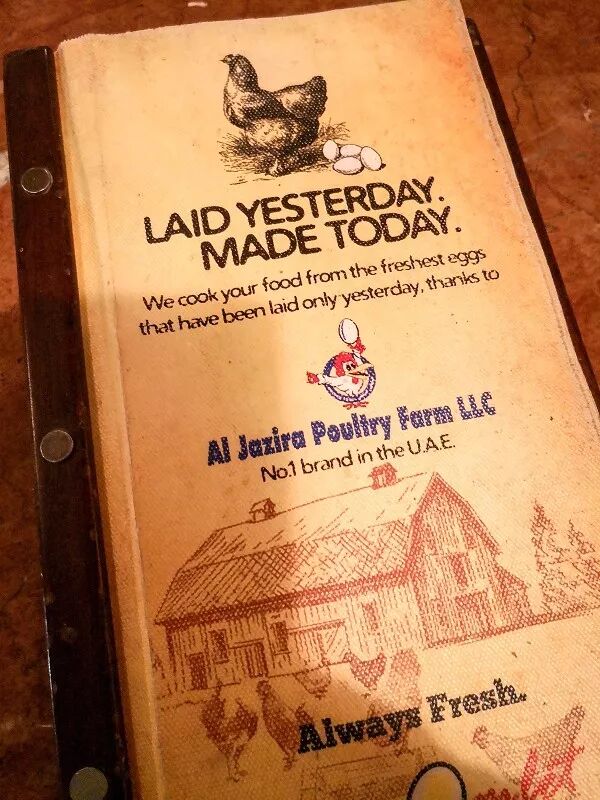 LAID YESTERDAY.
MADE TODAY.
We cook your food from the freshest eggs
that have been laid only yesterday, thanks to
Al Jazira Poultry Farm LLC
No.1 brand in the U.A.E.
Always Fresh.